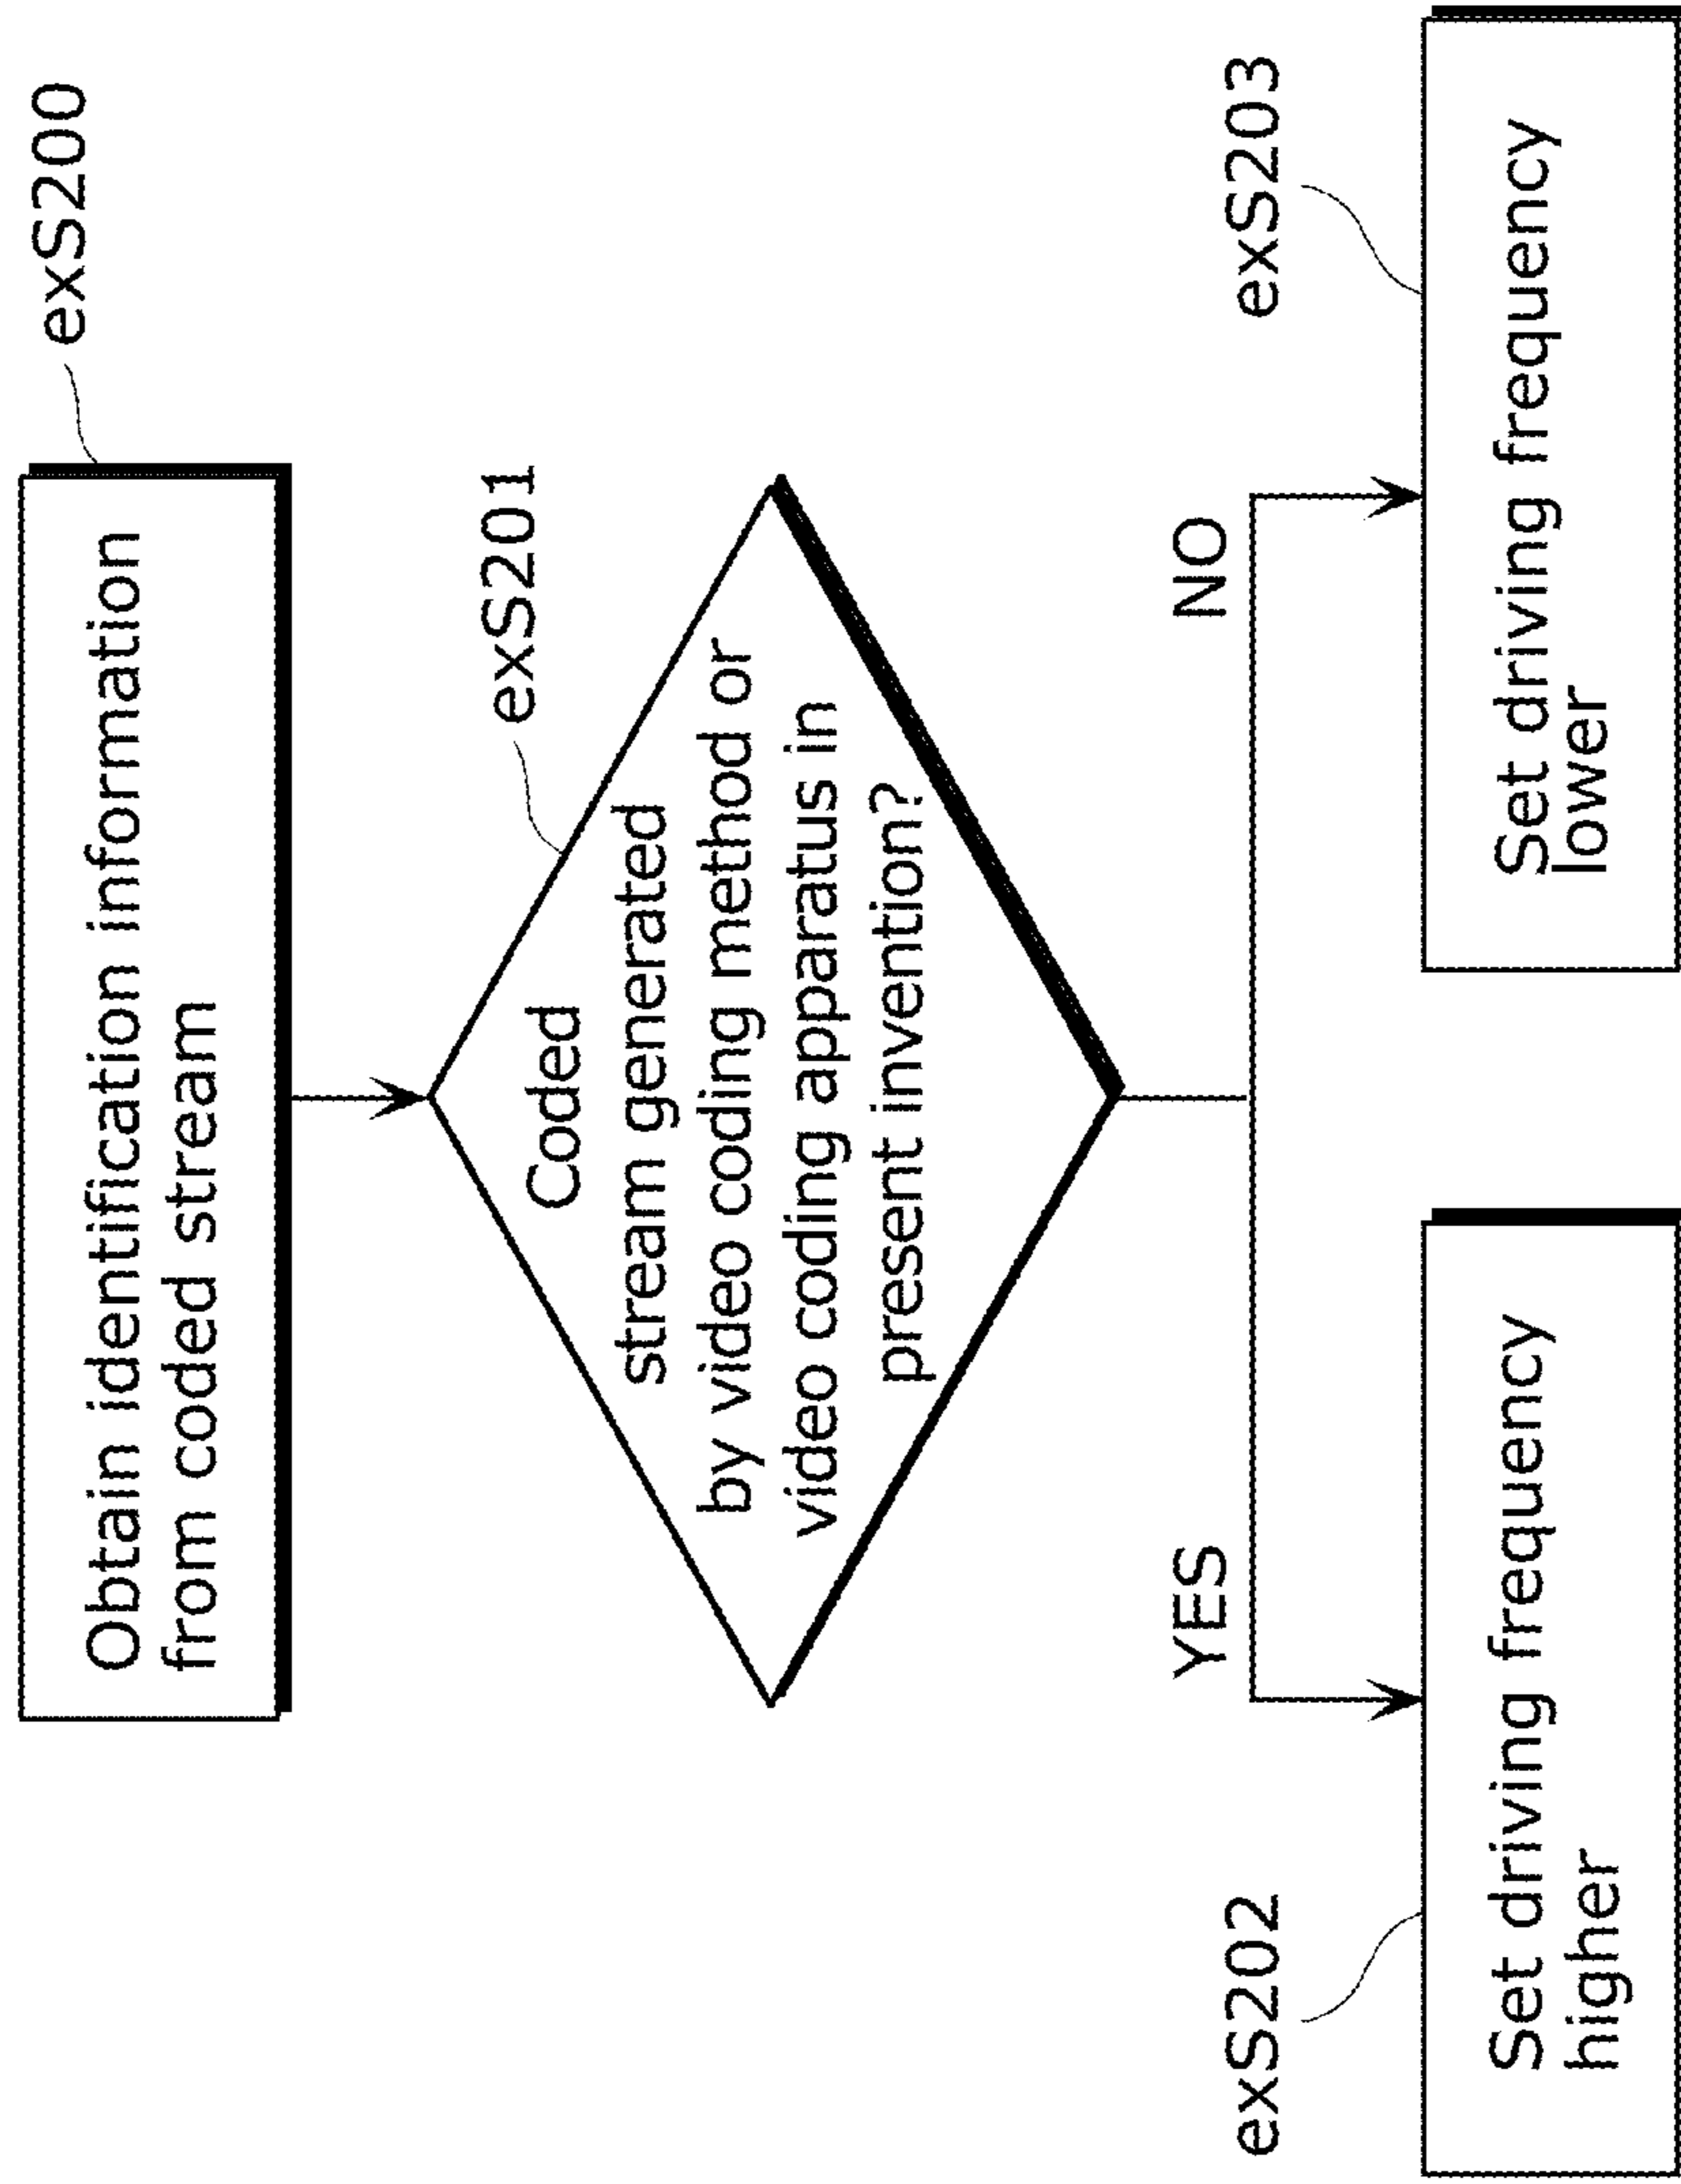 exS200
Obtain identification information
from coded stream
exS201
Coded
stream generated
by video coding method or
video coding apparatus in
present invention?
YES
NO
exS202
Set driving frequency
higher
exS203
Set driving frequency
lower